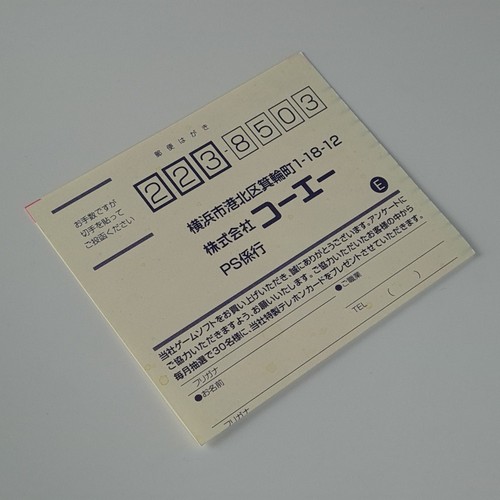 郵便はがき
2238503
お手数ですが
切手を貼って
ご投函ください
横浜市港北区箕輪町1-18-12
株式会社 コーエー
PS係行
E
当社ゲームソフトをお買い上げいただき、誠にありがとうございます。アンケートに
ご協力いただきますよう、お願いいたします。ご協力いただいたお客様の中から
毎月抽選で30名様に、当社特製テレホンカードをプレゼントさせていただきます。
フリガナ
●お名前
●ご職業
TEL ( )
フリガナ